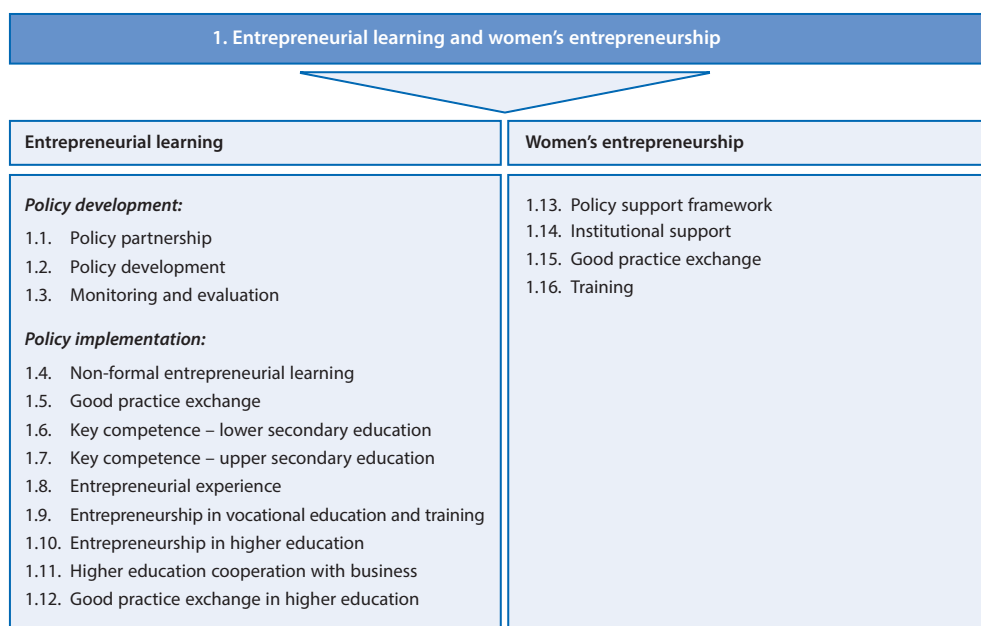 1. Entrepreneurial learning and women’s entrepreneurship
Entrepreneurial learning
Policy development:
1.1. Policy partnership
1.2. Policy development
1.3. Monitoring and evaluation
Policy implementation:
1.4. Non-formal entrepreneurial learning
1.5. Good practice exchange
1.6. Key competence – lower secondary education
1.7. Key competence – upper secondary education
1.8. Entrepreneurial experience
1.9. Entrepreneurship in vocational education and training
1.10. Entrepreneurship in higher education
1.11. Higher education cooperation with business
1.12. Good practice exchange in higher education
Women’s entrepreneurship
1.13. Policy support framework
1.14. Institutional support
1.15. Good practice exchange
1.16. Training